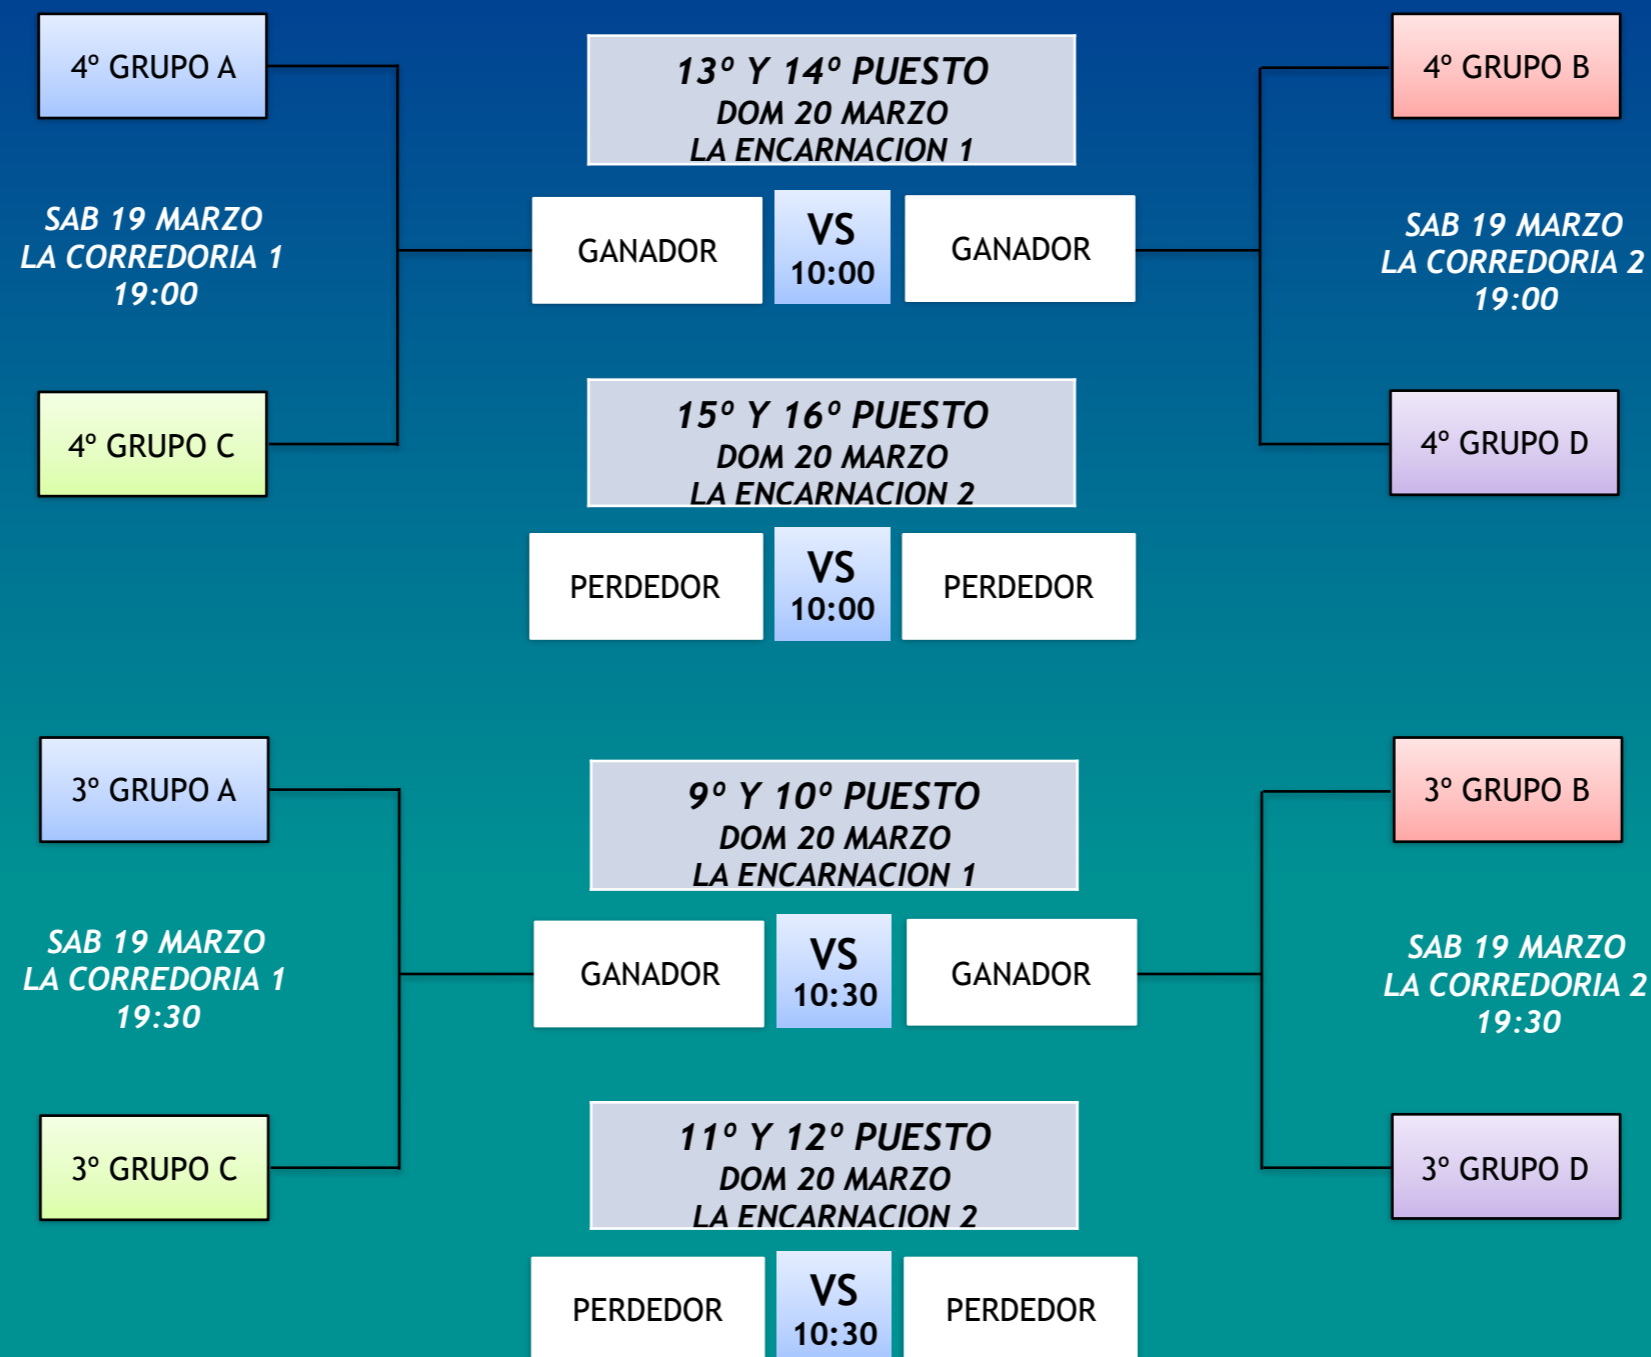 4º GRUPO A
13º Y 14º PUESTO
DOM 20 MARZO
LA ENCARNACION 1
4º GRUPO B
SAB 19 MARZO
LA CORREDORIA 1
19:00
GANADOR
VS
10:00
GANADOR
SAB 19 MARZO
LA CORREDORIA 2
19:00
4º GRUPO C
15º Y 16º PUESTO
DOM 20 MARZO
LA ENCARNACION 2
4º GRUPO D
PERDEDOR
VS
10:00
PERDEDOR
3º GRUPO A
9º Y 10º PUESTO
DOM 20 MARZO
LA ENCARNACION 1
3º GRUPO B
SAB 19 MARZO
LA CORREDORIA 1
19:30
GANADOR
VS
10:30
GANADOR
SAB 19 MARZO
LA CORREDORIA 2
19:30
3º GRUPO C
11º Y 12º PUESTO
DOM 20 MARZO
LA ENCARNACION 2
3º GRUPO D
PERDEDOR
VS
10:30
PERDEDOR